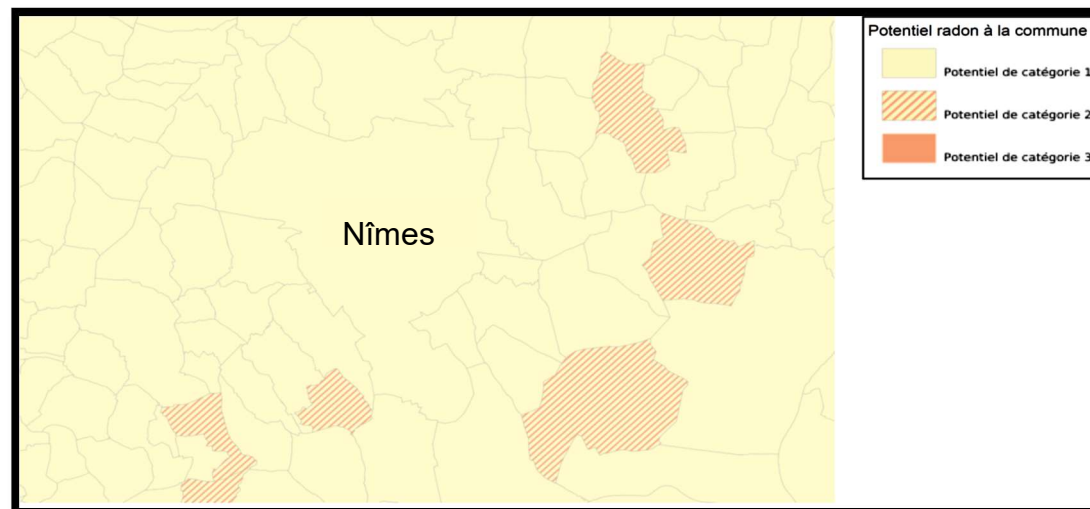 Potentiel radon à la commune
Potentiel de catégorie 1
Potentiel de catégorie 2
Potentiel de catégorie 3
Nîmes